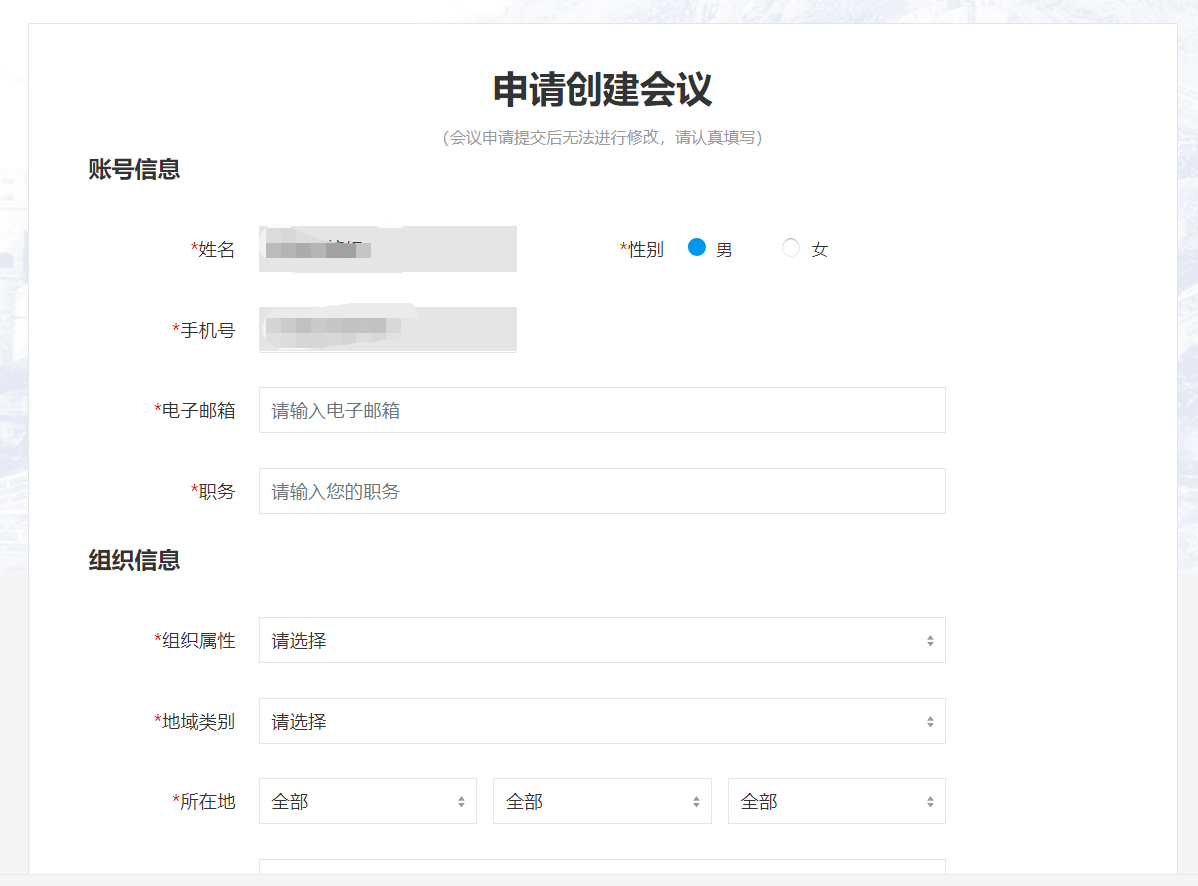 申请创建会议
(会议申请提交后无法进行修改，请认真填写)
账号信息
*姓名
*性别 男 女
*手机号
*电子邮箱 请输入电子邮箱
*职务 请输入您的职务
组织信息
*组织属性 请选择
*地域类别 请选择
*所在地 全部 全部 全部